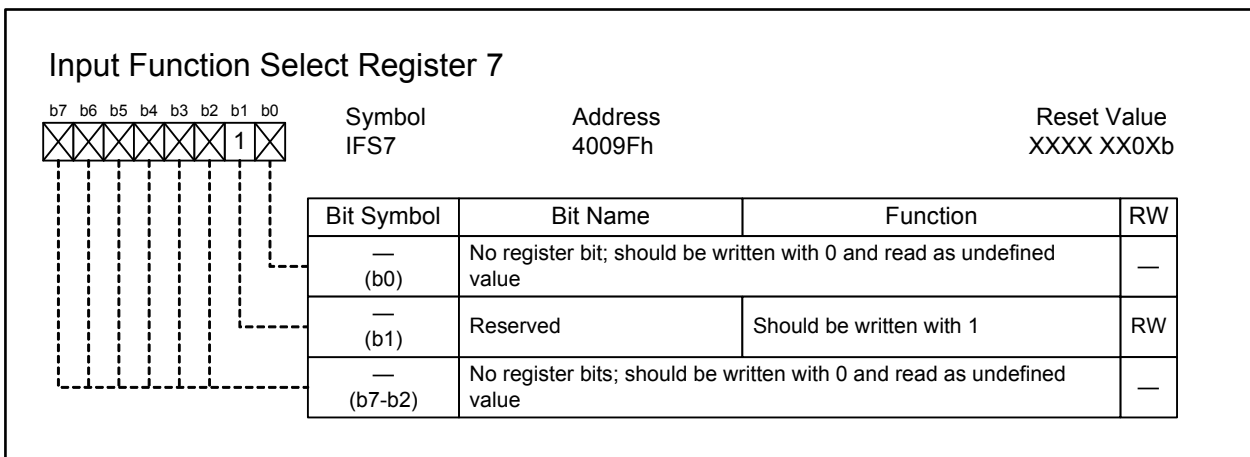 Input Function Select Register 7
b7 b6 b5 b4 b3 b2 b1 b0
1
Symbol Address Reset Value
IFS7 4009Fh XXXX XX0Xb
Bit Symbol Bit Name Function RW
—
(b0)
No register bit; should be written with 0 and read as undefined
value
—
—
(b1)
Reserved Should be written with 1 RW
—
(b7-b2)
No register bits; should be written with 0 and read as undefined
value
—